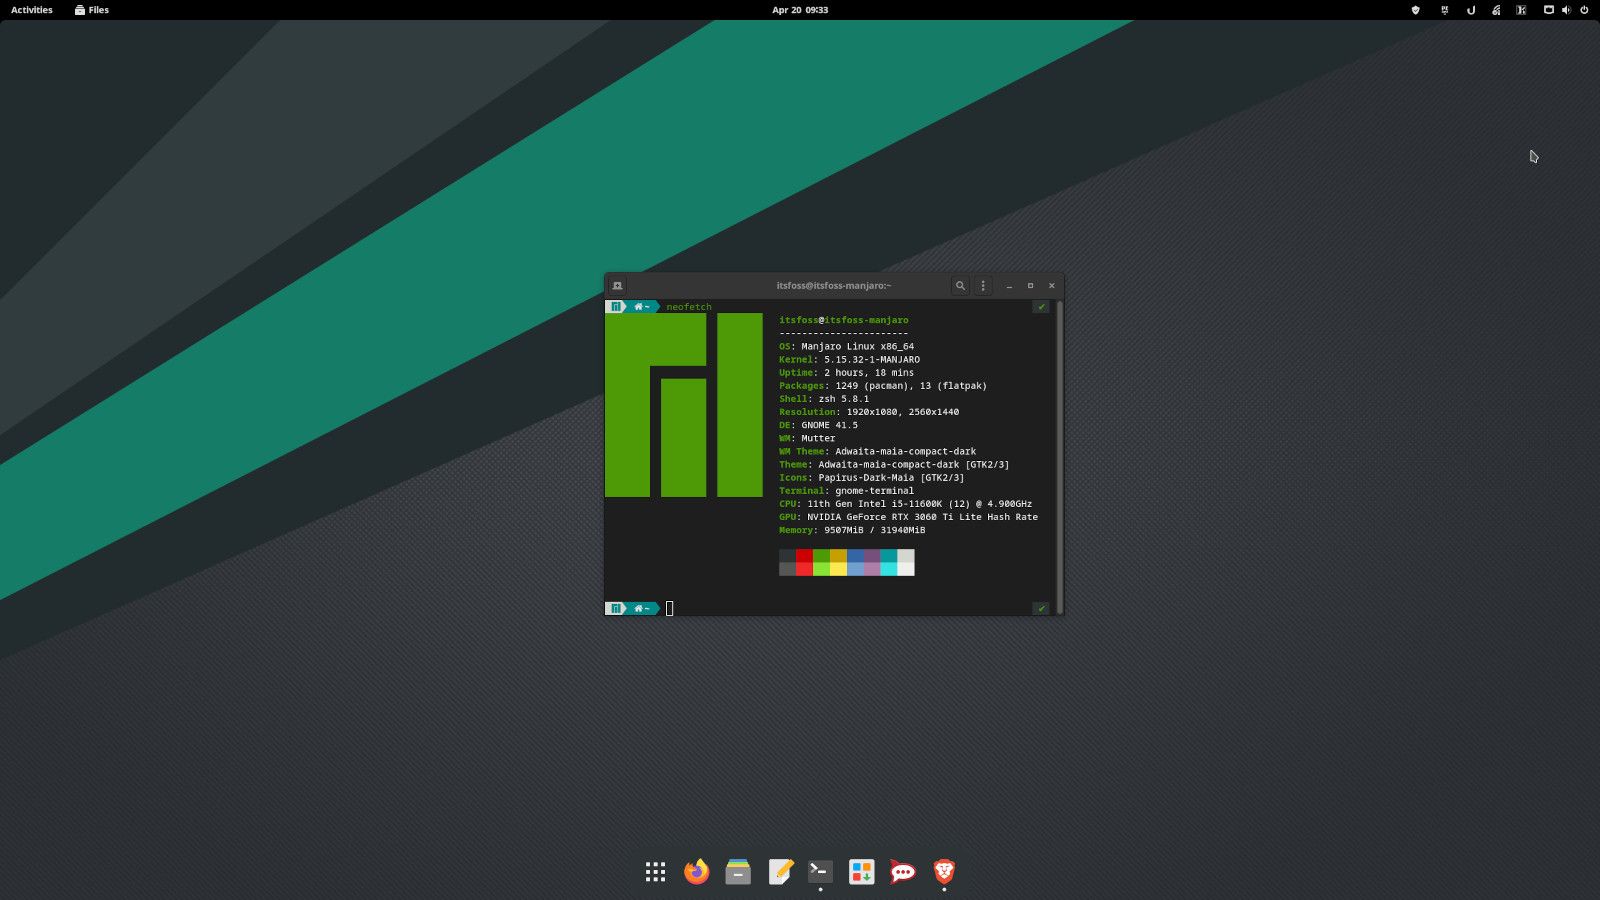 Activities Files Apr 20 09:33
itsfoss@itsfoss-manjaro:~
~ neofetch
itsfoss@itsfoss-manjaro
-----------------------
OS: Manjaro Linux x86_64
Kernel: 5.15.32-1-MANJARO
Uptime: 2 hours, 18 mins
Packages: 1249 (pacman), 13 (flatpak)
Shell: zsh 5.8.1
Resolution: 1920x1080, 2560x1440
DE: GNOME 41.5
WM: Mutter
WM Theme: Adwaita-maia-compact-dark
Theme: Adwaita-maia-compact-dark [GTK2/3]
Icons: Papirus-Dark-Maia [GTK2/3]
Terminal: gnome-terminal
CPU: 11th Gen Intel i5-11600K (12) @ 4.900GHz
GPU: NVIDIA GeForce RTX 3060 Ti Lite Hash Rate
Memory: 9507MiB / 31940MiB
~